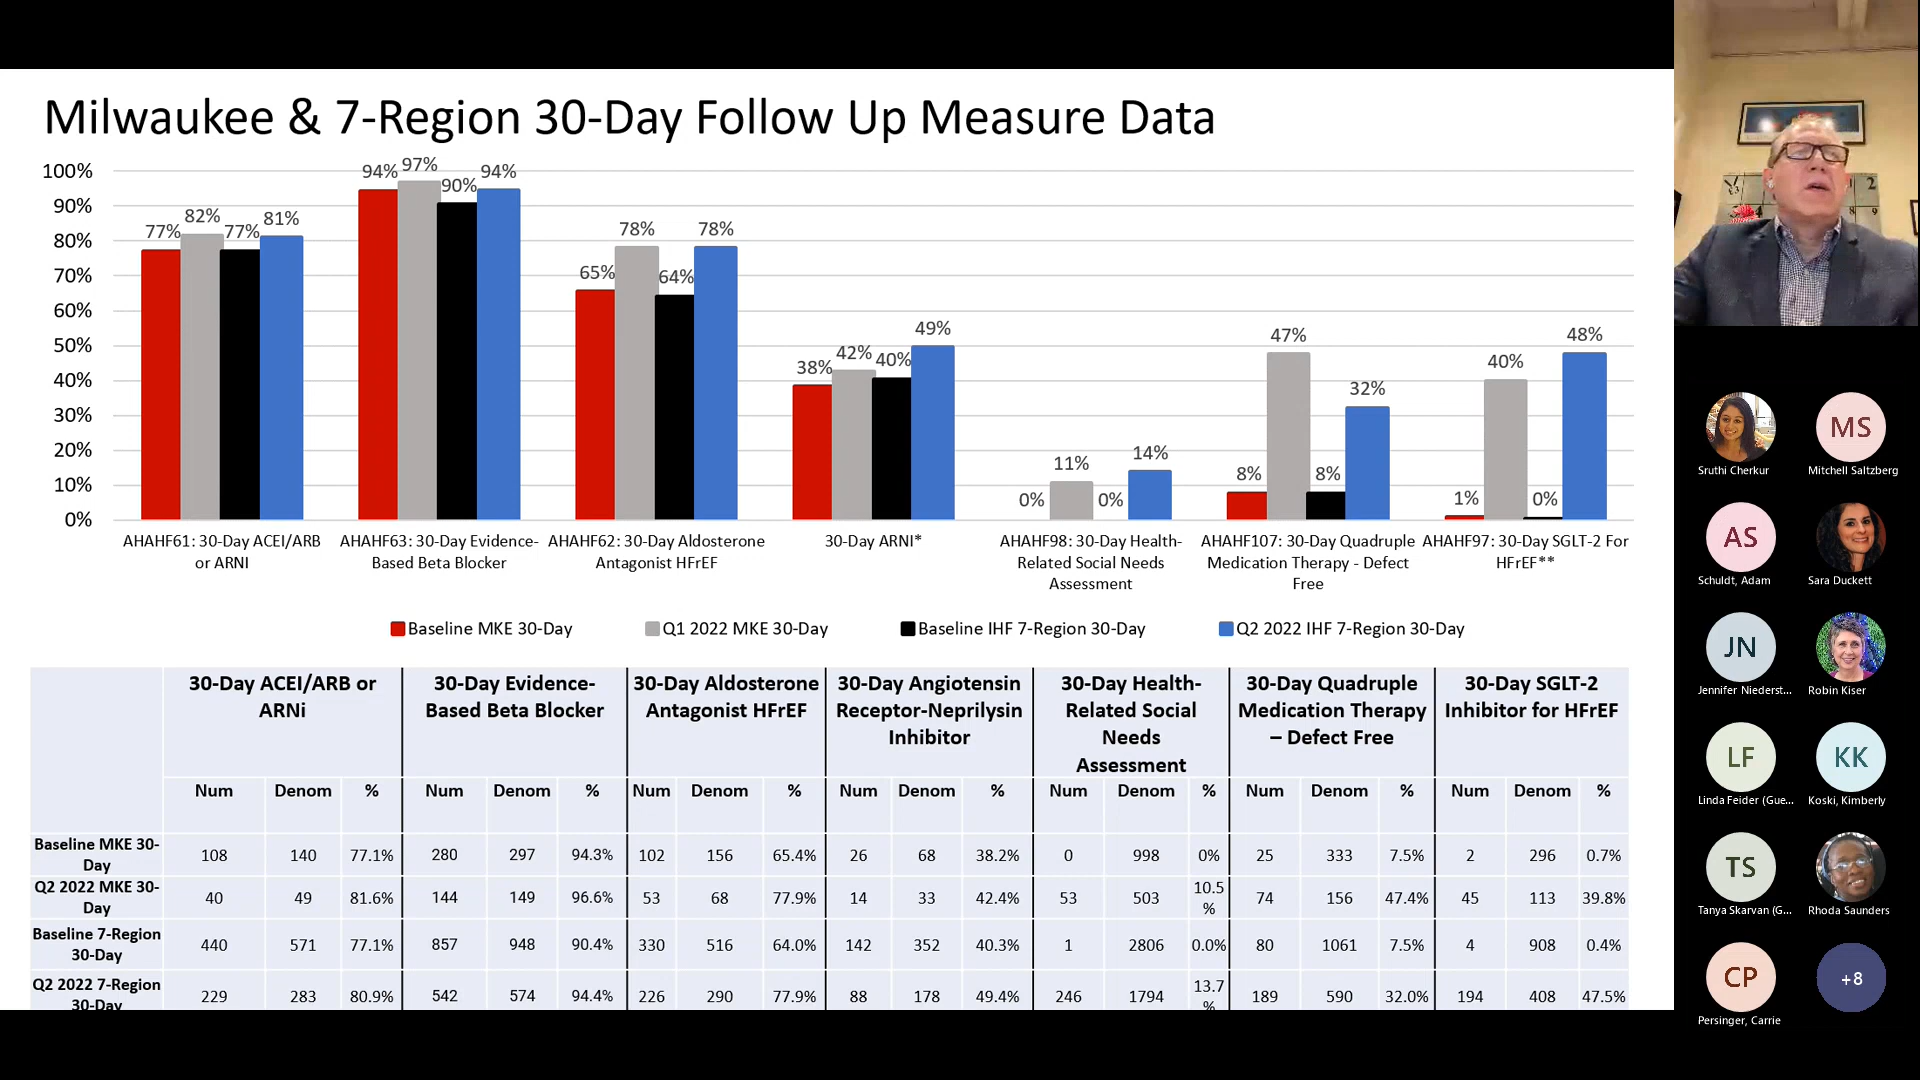 Milwaukee & 7-Region 30-Day Follow Up Measure Data
100%
90%
80%
70%
60%
50%
40%
30%
20%
10%
0%
77%
82%
77%
81%
94%
97%
90%
94%
65%
78%
64%
78%
38%
42%
40%
49%
0%
11%
0%
14%
8%
47%
8%
32%
1%
40%
0%
48%
AHAHF61: 30-Day ACEI/ARB
or ARNI
AHAHF63: 30-Day Evidence-
Based Beta Blocker
AHAHF62: 30-Day Aldosterone
Antagonist HFrEF
30-Day ARNI*
AHAHF98: 30-Day Health-
Related Social Needs
Assessment
AHAHF107: 30-Day Quadruple
Medication Therapy - Defect
Free
AHAHF97: 30-Day SGLT-2 For
HFrEF**
Baseline MKE 30-Day
Q1 2022 MKE 30-Day
Baseline IHF 7-Region 30-Day
Q2 2022 IHF 7-Region 30-Day
30-Day ACEI/ARB or
ARNi
30-Day Evidence-
Based Beta Blocker
30-Day Aldosterone
Antagonist HFrEF
30-Day Angiotensin
Receptor-Neprilysin
Inhibitor
30-Day Health-
Related Social
Needs
Assessment
30-Day Quadruple
Medication Therapy
– Defect Free
30-Day SGLT-2
Inhibitor for HFrEF
Num Denom % Num Denom % Num Denom % Num Denom % Num Denom % Num Denom % Num Denom %
Baseline MKE 30-
Day
108 140 77.1% 280 297 94.3% 102 156 65.4% 26 68 38.2% 0 998 0% 25 333 7.5% 2 296 0.7%
Q2 2022 MKE 30-
Day
40 49 81.6% 144 149 96.6% 53 68 77.9% 14 33 42.4% 53 503 10.5
%
74 156 47.4% 45 113 39.8%
Baseline 7-Region
30-Day
440 571 77.1% 857 948 90.4% 330 516 64.0% 142 352 40.3% 1 2806 0.0% 80 1061 7.5% 4 908 0.4%
Q2 2022 7-Region
30-Day
229 283 80.9% 542 574 94.4% 226 290 77.9% 88 178 49.4% 246 1794 13.7
%
189 590 32.0% 194 408 47.5%
2
8 9
Sruthi Cherkur
MS
Mitchell Saltzberg
AS
Schuldt, Adam
Sara Duckett
JN
Jennifer Niederst...
Robin Kiser
LF
Linda Feider (Gue...
KK
Koski, Kimberly
TS
Tanya Skarvan (G...
Rhoda Saunders
CP
Persinger, Carrie
+8